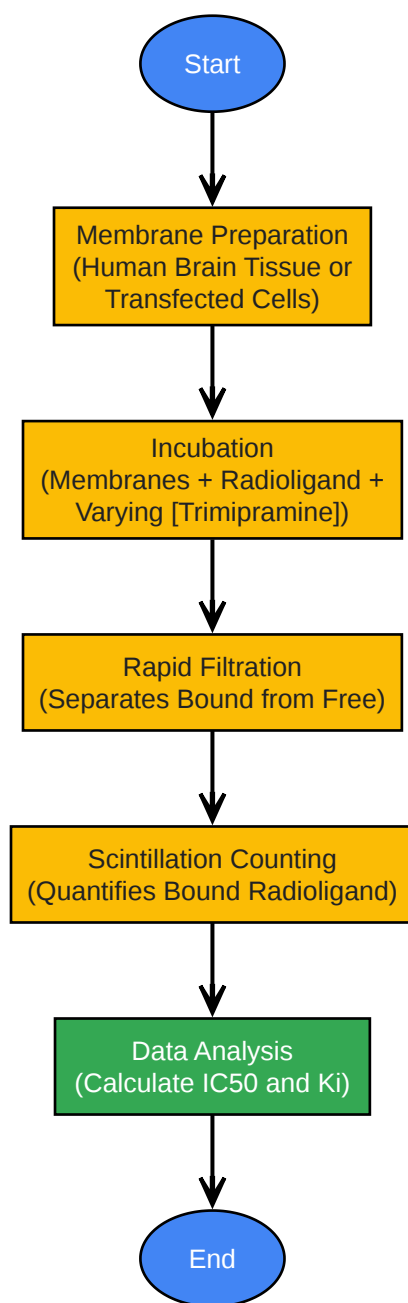 Start
Membrane Preparation
(Human Brain Tissue or
Transfected Cells)
Incubation
(Membranes + Radioligand +
Varying [Trimipramine])
Rapid Filtration
(Separates Bound from Free)
Scintillation Counting
(Quantifies Bound Radioligand)
Data Analysis
(Calculate IC50 and Ki)
End